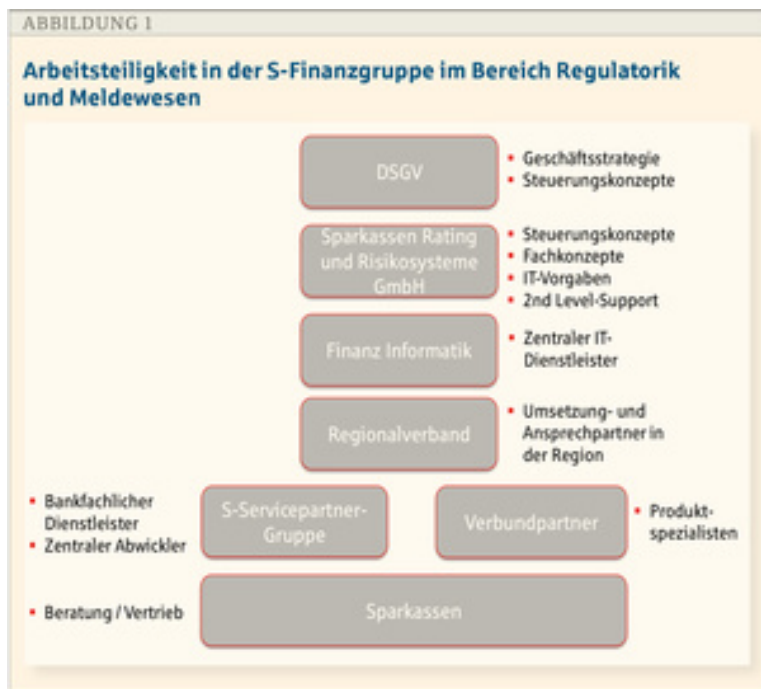 ABBILDUNG 1
Arbeitsteiligkeit in der S-Finanzgruppe im Bereich Regulatorik
und Meldewesen
DSGV
▪ Geschäftsstrategie
▪ Steuerungskonzepte
Sparkassen Rating
und Risikosysteme
GmbH
▪ Steuerungskonzepte
▪ Fachkonzepte
▪ IT-Vorgaben
▪ 2nd Level-Support
Finanz Informatik
▪ Zentraler IT-
Dienstleister
Regionalverband
▪ Umsetzung- und
Ansprechpartner in
der Region
▪ Bankfachlicher
Dienstleister
▪ Zentraler Abwickler
S-Servicepartner-
Gruppe
Verbundpartner
▪ Produkt-
spezialisten
▪ Beratung / Vertrieb
Sparkassen